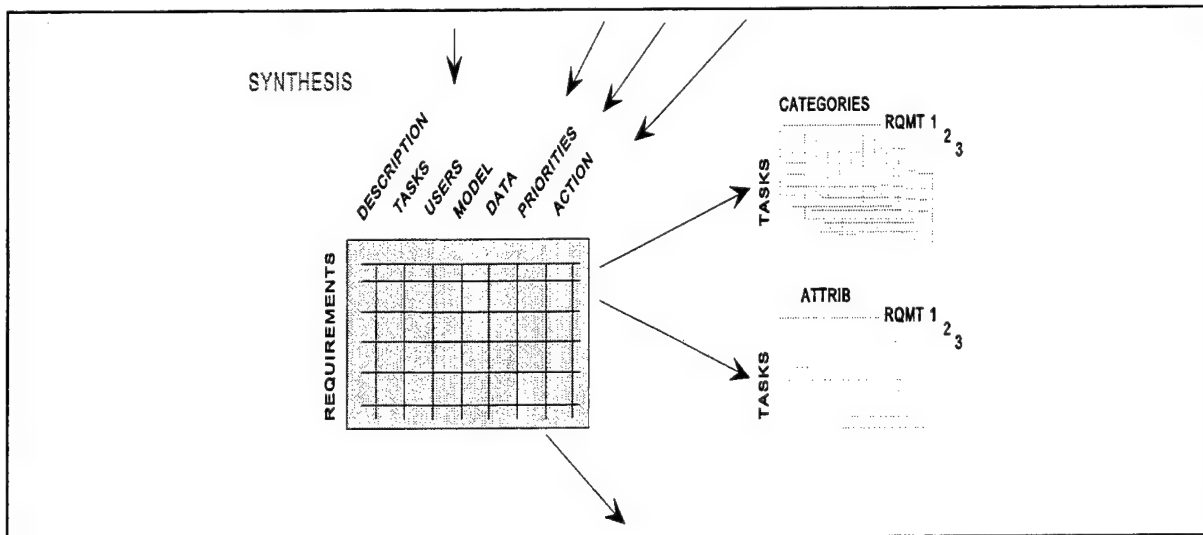 SYNTHESIS
DESCRIPTION
TASKS
USERS
MODEL
DATA
PRIORITIES
ACTION
REQUIREMENTS
CATEGORIES
RQMT 1
2
3
TASKS
ATTRIB
RQMT 1
2
3
TASKS